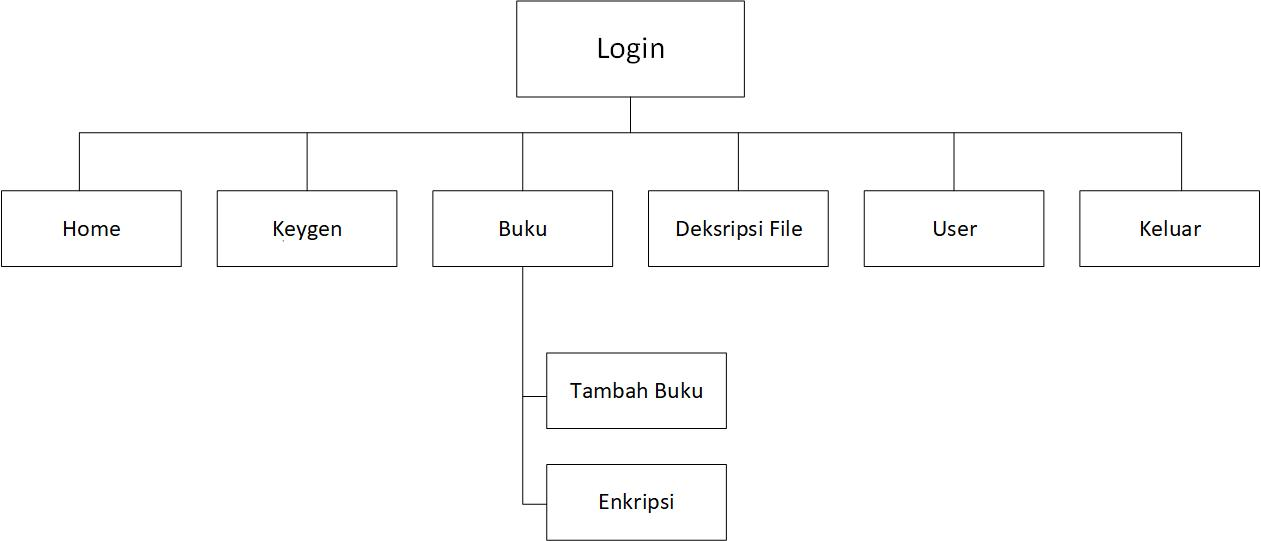 Login
Home
Keygen
Buku
Deksripsi File
User
Keluar
Tambah Buku
Enkripsi